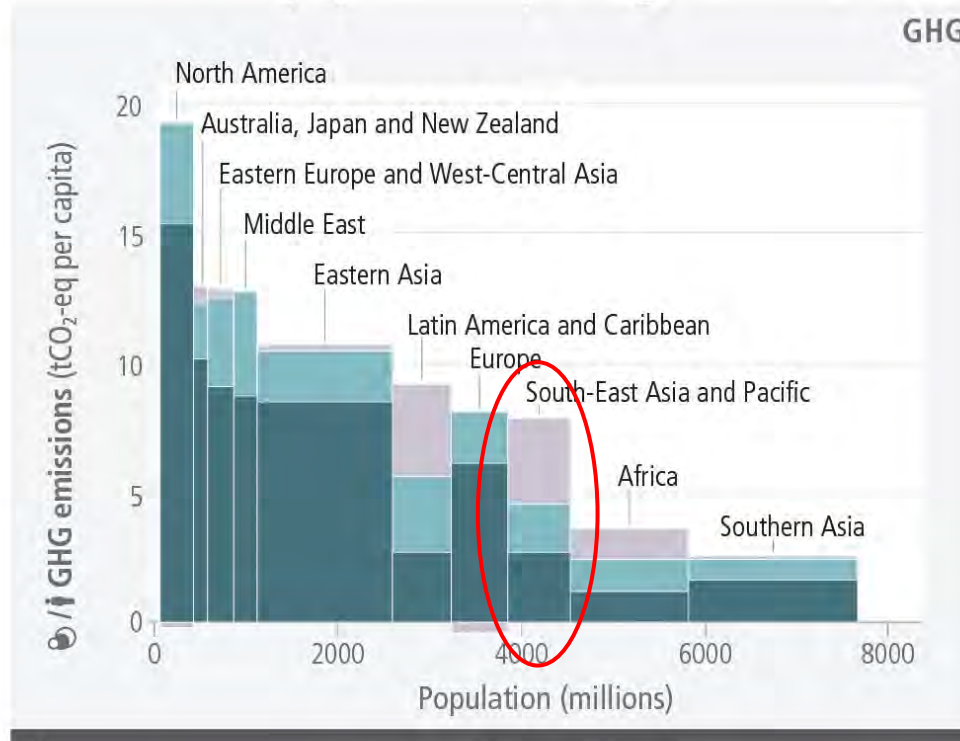 GHG
North America
Australia, Japan and New Zealand
Eastern Europe and West-Central Asia
Middle East
Eastern Asia
Latin America and Caribbean
Europe
South-East Asia and Pacific
Africa
Southern Asia
20
15
10
5
0
GHG emissions (tCO₂-eq per capita)
0 2000 4000 6000 8000
Population (millions)